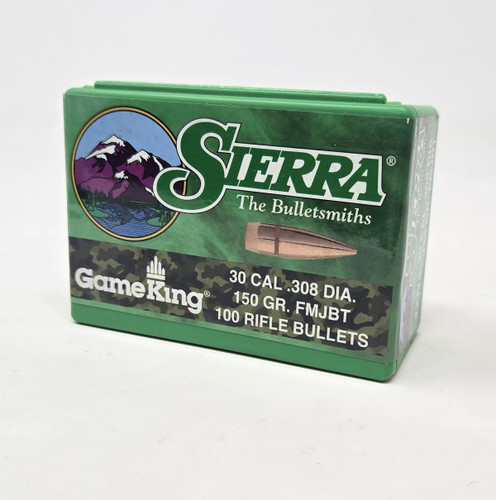 SIERRA®
The Bulletsmiths
GameKing®
30 CAL .308 DIA.
150 GR. FMJBT
100 RIFLE BULLETS